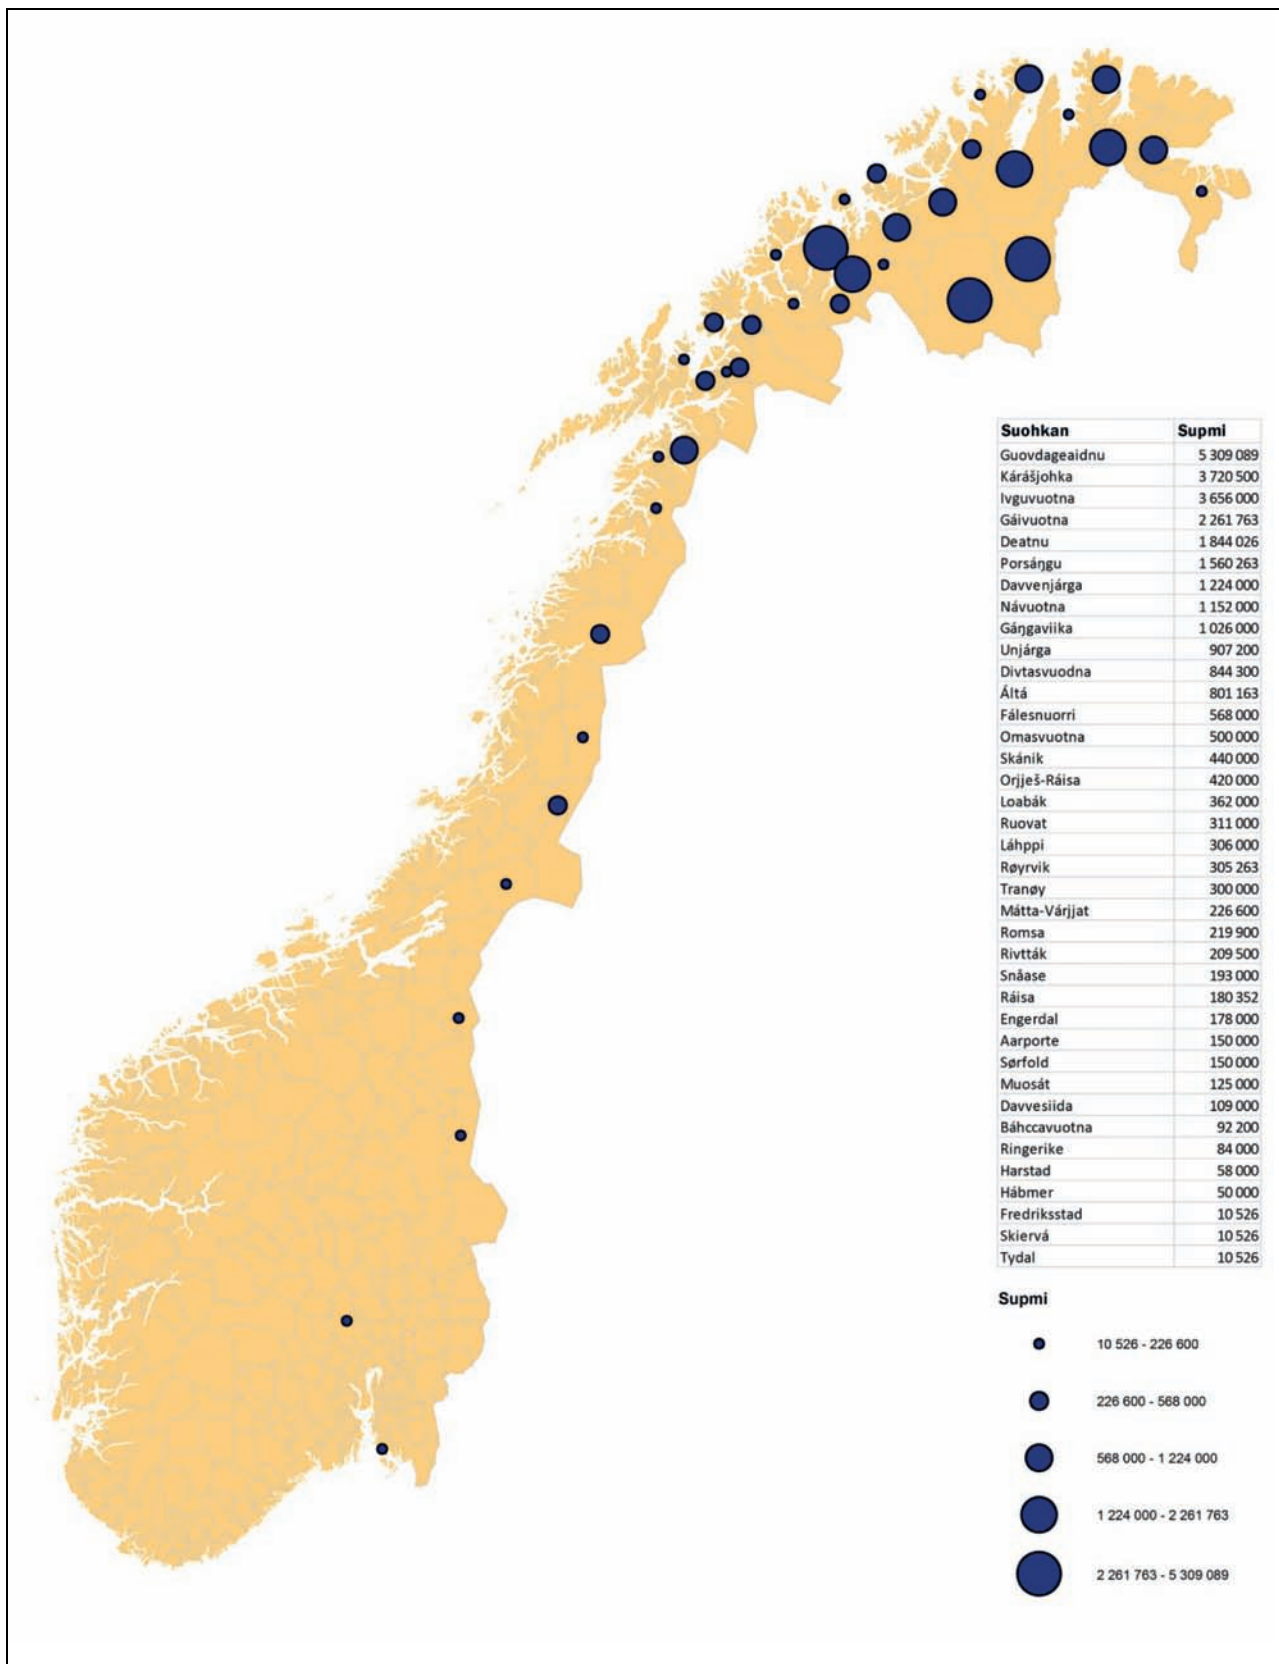 Suohkan Supmi
Guovdageaidnu 5 309 089
Kárášjohka 3 720 500
Ivguvuotna 3 656 000
Gáivuotna 2 261 763
Deatnu 1 844 026
Porsáŋgu 1 560 263
Davvenjárga 1 224 000
Návuotna 1 152 000
Gáŋgaviika 1 026 000
Unjárga 907 200
Divtasvuodna 844 300
Áltá 801 163
Fálesnuorri 568 000
Omasvuotna 500 000
Skánik 440 000
Orjješ-Ráisa 420 000
Loabák 362 000
Ruovat 311 000
Láhppi 306 000
Røyrvik 305 263
Tranøy 300 000
Mátta-Várjjat 226 600
Romsa 219 900
Rivtták 209 500
Snåase 193 000
Ráisa 180 352
Engerdal 178 000
Aarporte 150 000
Sørfold 150 000
Muosát 125 000
Davvesiida 109 000
Báhccavuotna 92 200
Ringerike 84 000
Harstad 58 000
Hábmer 50 000
Fredriksstad 10 526
Skiervá 10 526
Tydal 10 526
Supmi
10 526 - 226 600
226 600 - 568 000
568 000 - 1 224 000
1 224 000 - 2 261 763
2 261 763 - 5 309 089